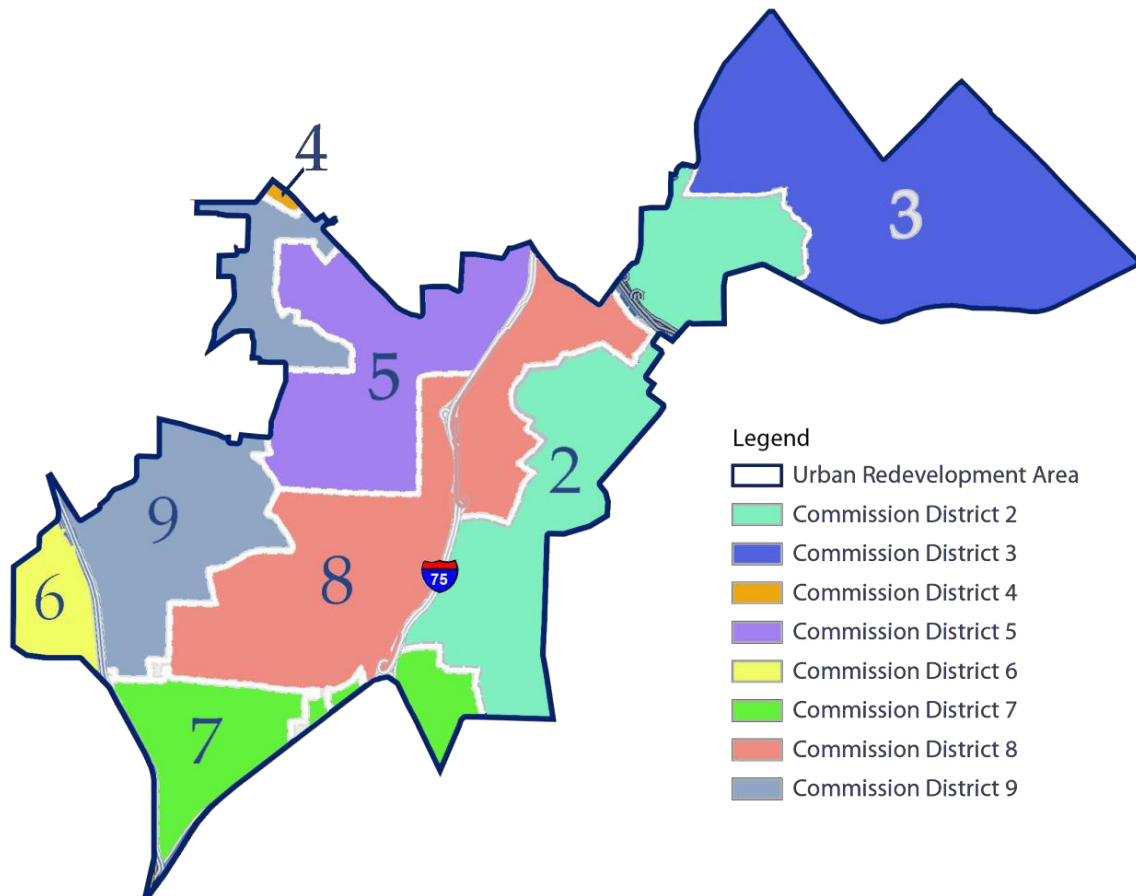 4
3
5
2
9
8
75
6
7
Legend
Urban Redevelopment Area
Commission District 2
Commission District 3
Commission District 4
Commission District 5
Commission District 6
Commission District 7
Commission District 8
Commission District 9